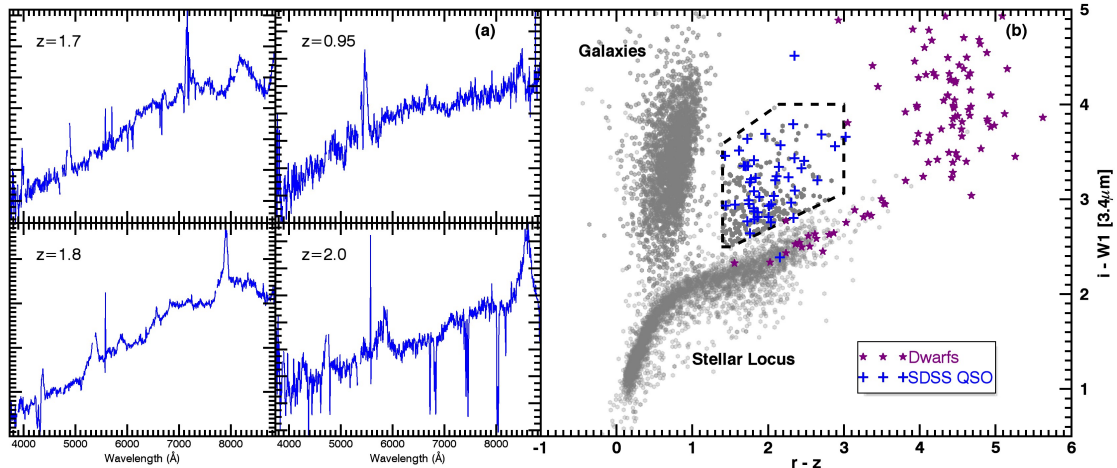 z=1.7
z=0.95
(a)
z=1.8
z=2.0
4000 5000 6000 7000 8000
4000 5000 6000 7000 8000
Wavelength (Å)
Wavelength (Å)
(b)
Galaxies
Stellar Locus
Dwarfs
SDSS QSO
5
4
3
2
1
i - W1 [3.4μm]
-1 0 1 2 3 4 5 6
r - z